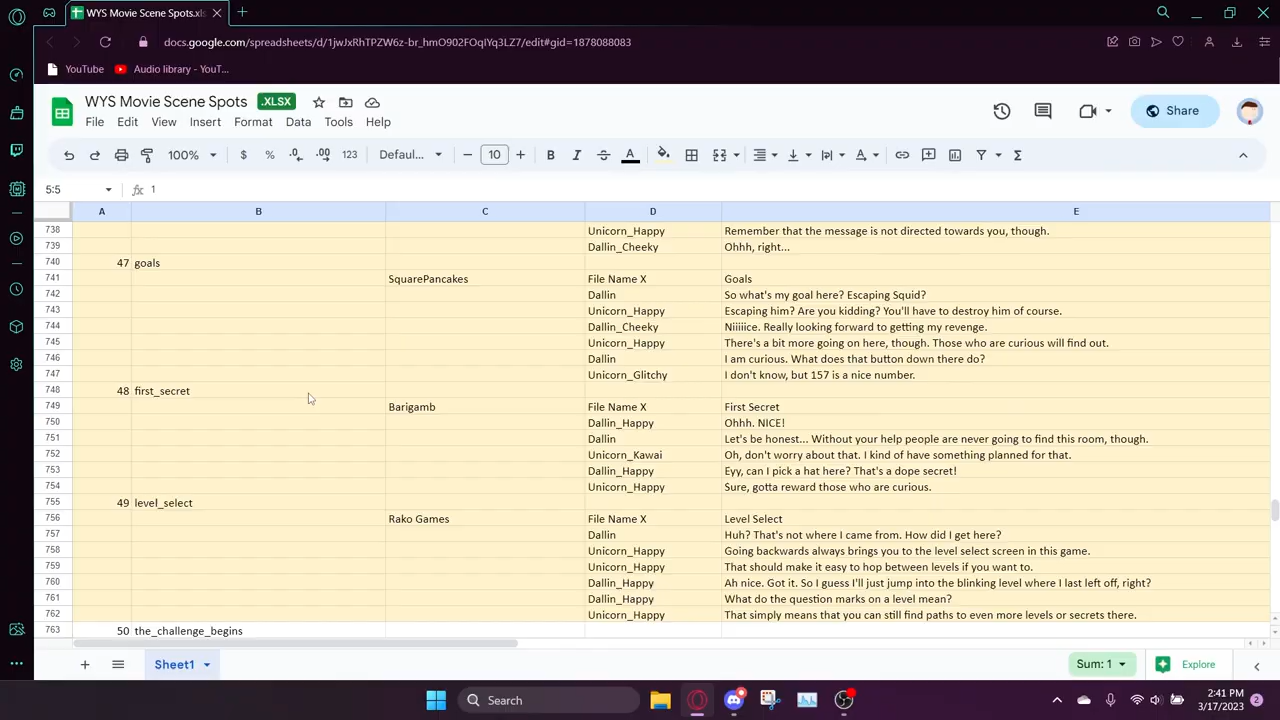 WYS Movie Scene Spots.xls
docs.google.com/spreadsheets/d/1jwJxRhTPZW6z-br_hmO902FOqIYq3LZ7/edit#gid=1878088083
YouTube
Audio library - YouT...
WYS Movie Scene Spots .XLSX
Share
File Edit View Insert Format Data Tools Help
100% $ % .0 .00 123 Defaul... - 10 + B I A Σ
5:5 fx 1
A B C D E
738 Unicorn_Happy Remember that the message is not directed towards you, though.
739 Dallin_Cheeky Ohhh, right...
740 47 goals
741 SquarePancakes File Name X Goals
742 Dallin So what's my goal here? Escaping Squid?
743 Unicorn_Happy Escaping him? Are you kidding? You'll have to destroy him of course.
744 Dallin_Cheeky Niiiiice. Really looking forward to getting my revenge.
745 Unicorn_Happy There's a bit more going on here, though. Those who are curious will find out.
746 Dallin I am curious. What does that button down there do?
747 Unicorn_Glitchy I don't know, but 157 is a nice number.
748 48 first_secret
749 Barigamb File Name X First Secret
750 Dallin_Happy Ohhh. NICE!
751 Dallin Let's be honest... Without your help people are never going to find this room, though.
752 Unicorn_Kawai Oh, don't worry about that. I kind of have something planned for that.
753 Dallin_Happy Eyy, can I pick a hat here? That's a dope secret!
754 Unicorn_Happy Sure, gotta reward those who are curious.
755 49 level_select
756 Rako Games File Name X Level Select
757 Dallin Huh? That's not where I came from. How did I get here?
758 Unicorn_Happy Going backwards always brings you to the level select screen in this game.
759 Unicorn_Happy That should make it easy to hop between levels if you want to.
760 Dallin_Happy Ah nice. Got it. So I guess I'll just jump into the blinking level where I last left off, right?
761 Dallin_Happy What do the question marks on a level mean?
762 Unicorn_Happy That simply means that you can still find paths to even more levels or secrets there.
763 50 the_challenge_begins
Sheet1
Sum: 1
Explore
Search
2:41 PM
3/17/2023
2